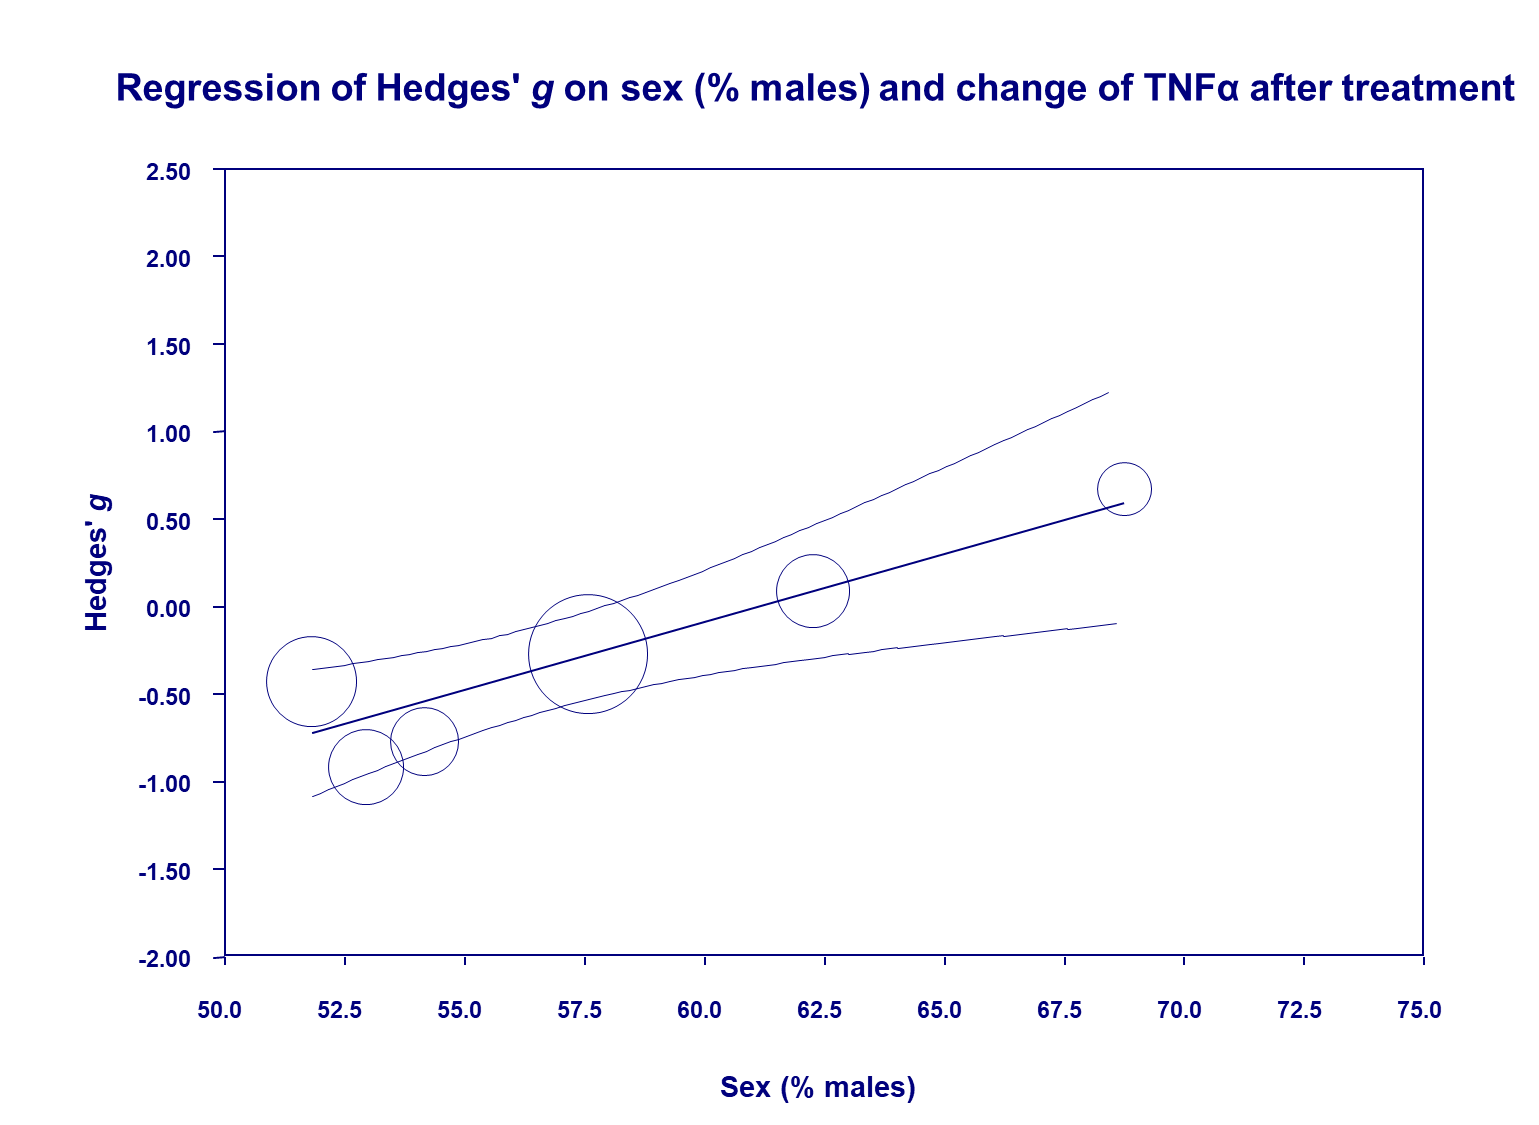 Regression of Hedges' g on sex (% males) and change of TNFα after treatment
2.50
2.00
1.50
1.00
0.50
0.00
-0.50
-1.00
-1.50
-2.00
Hedges' g
50.0 52.5 55.0 57.5 60.0 62.5 65.0 67.5 70.0 72.5 75.0
Sex (% males)